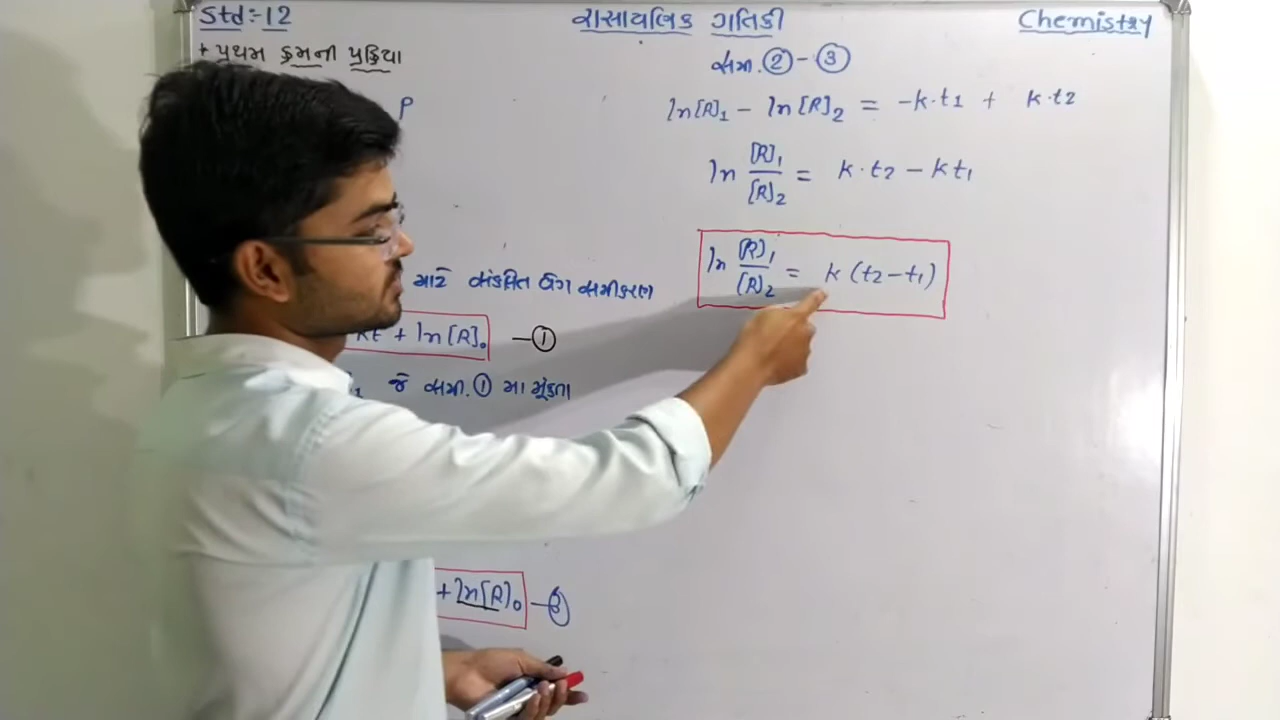 Std:-12
રાસાયણિક ગતિકી
Chemistry
+ પ્રથમ ક્રમની પ્રક્રિયા
P
માટે સંકલિત વેગ સમીકરણ
kt + ln[R]₀ —①
જે સમી.① મા મૂકતા
+ ln[R]₀ —③
સમી.② - ③
ln[R]₁ - ln[R]₂ = -k·t₁ + k·t₂
ln [R]₁/[R]₂ = k·t₂ - kt₁
ln [R]₁/[R]₂ = k(t₂-t₁)